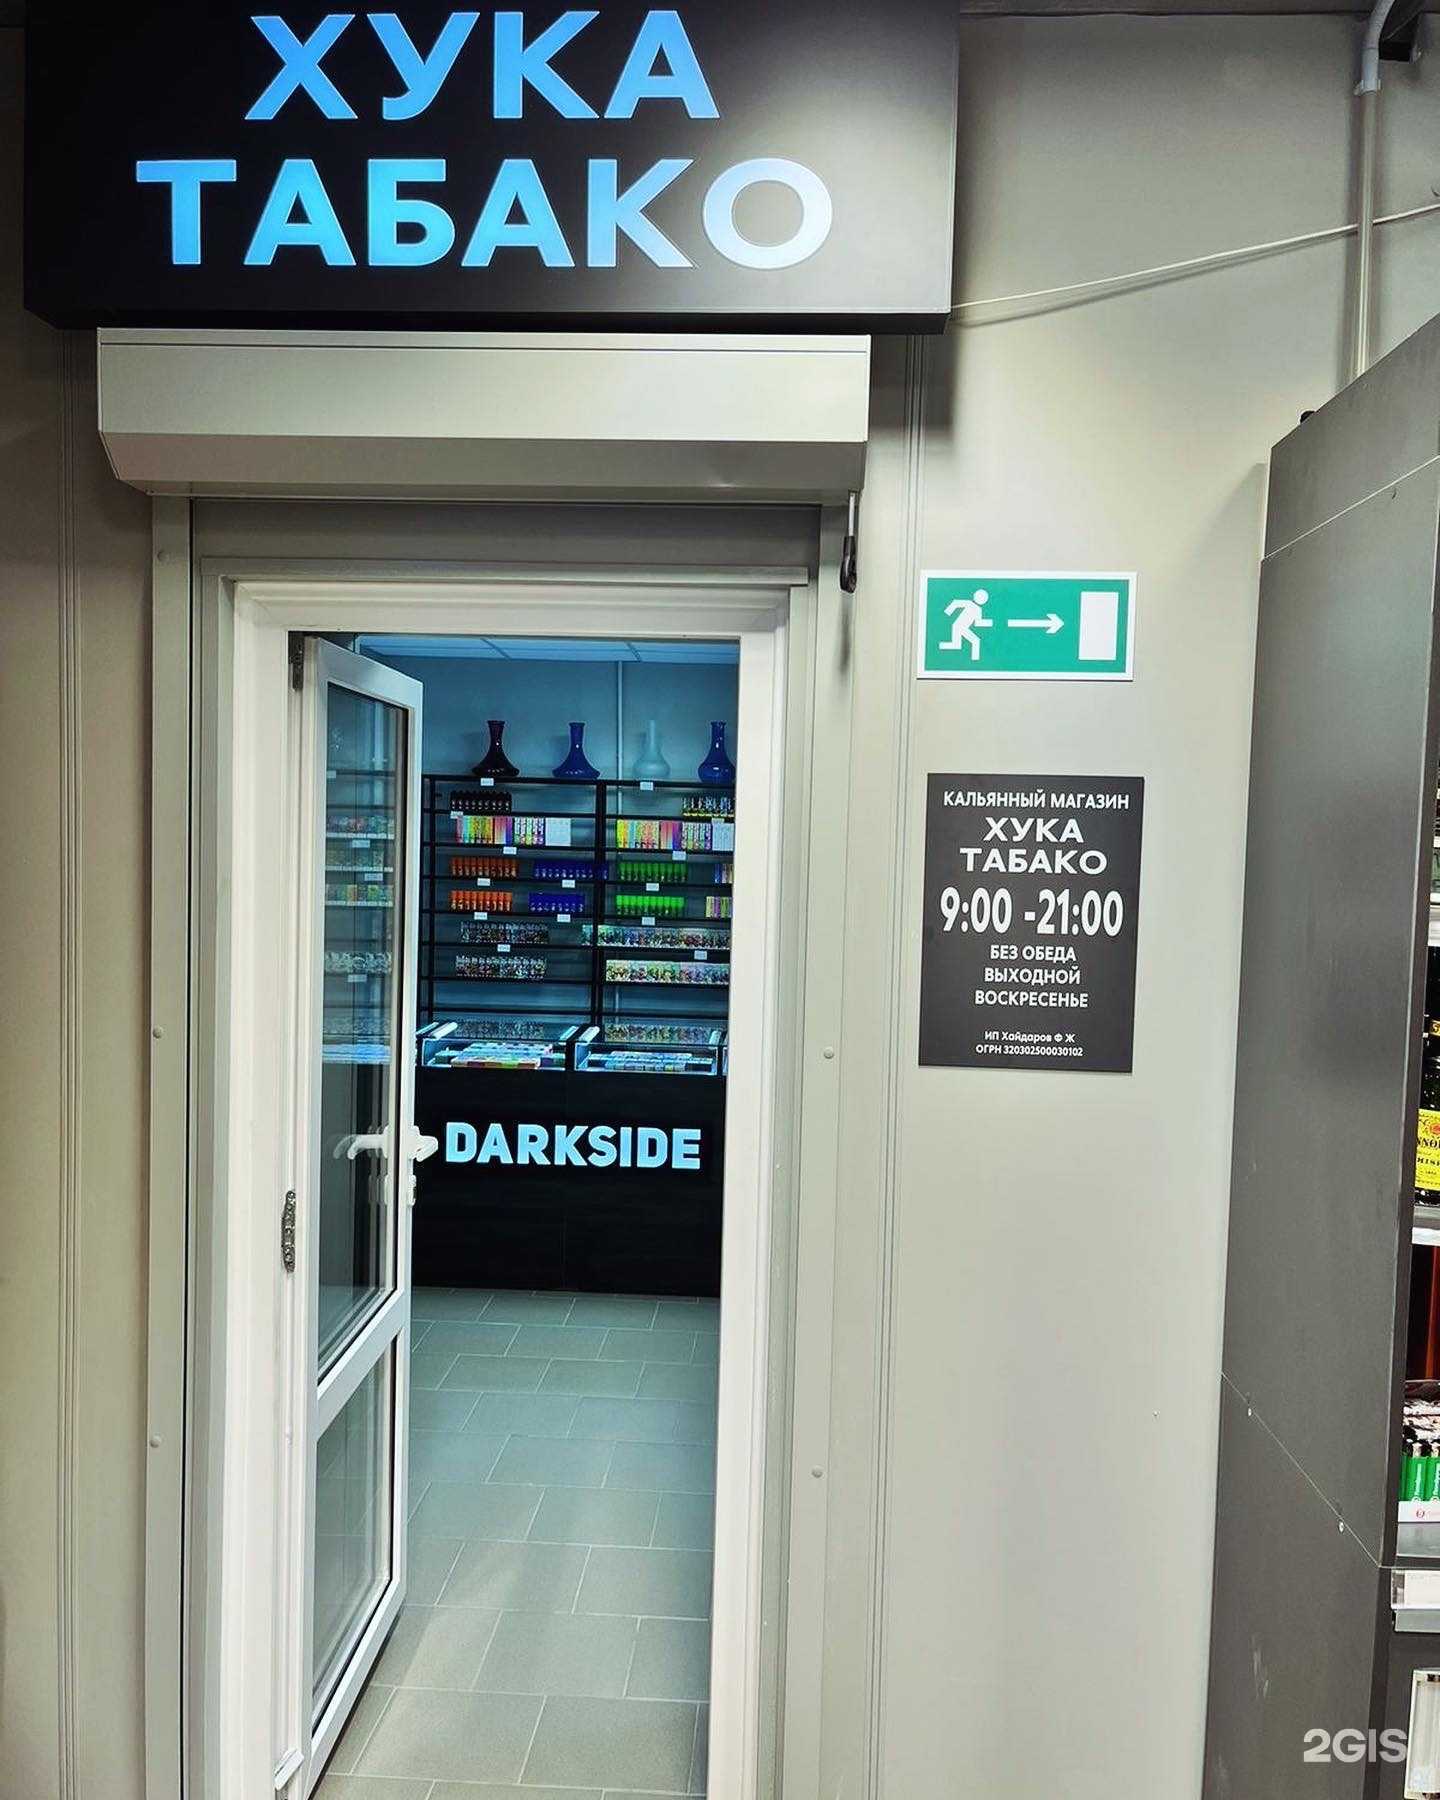 ХУКА
ТАБАКО
КАЛЬЯННЫЙ МАГАЗИН
ХУКА
ТАБАКО
9:00 -21:00
БЕЗ ОБЕДА
ВЫХОДНОЙ
ВОСКРЕСЕНЬЕ
ИП Хайдаров Ф Ж
ОГРН 320302500030102
DARKSIDE
2GIS